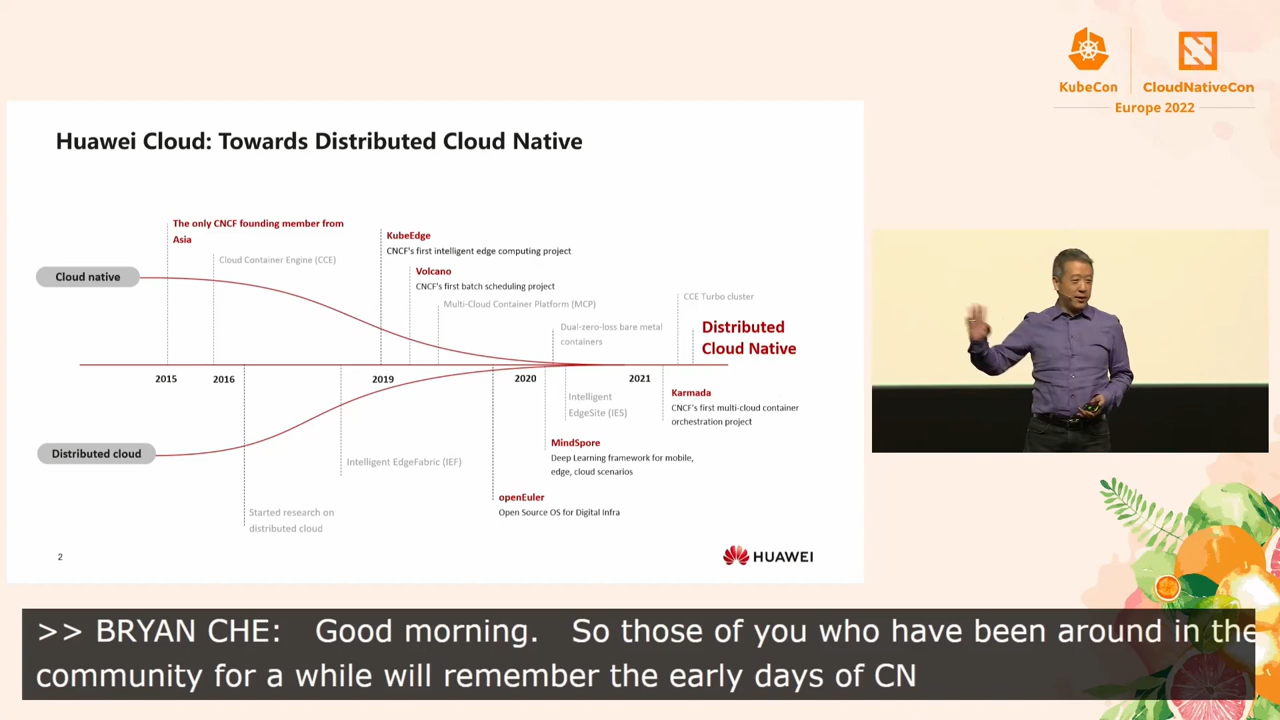 KubeCon
CloudNativeCon
Europe 2022
Huawei Cloud: Towards Distributed Cloud Native
The only CNCF founding member from
Asia
Cloud Container Engine (CCE)
KubeEdge
CNCF's first intelligent edge computing project
Volcano
CNCF's first batch scheduling project
Multi-Cloud Container Platform (MCP)
Dual-zero-loss bare metal
containers
CCE Turbo cluster
Distributed
Cloud Native
Cloud native
2015
2016
2019
2020
2021
Distributed cloud
Started research on
distributed cloud
Intelligent EdgeFabric (IEF)
openEuler
Open Source OS for Digital Infra
MindSpore
Deep Learning framework for mobile,
edge, cloud scenarios
Intelligent
EdgeSite (IES)
Karmada
CNCF's first multi-cloud container
orchestration project
2
HUAWEI
>> BRYAN CHE: Good morning. So those of you who have been around in the
community for a while will remember the early days of CN